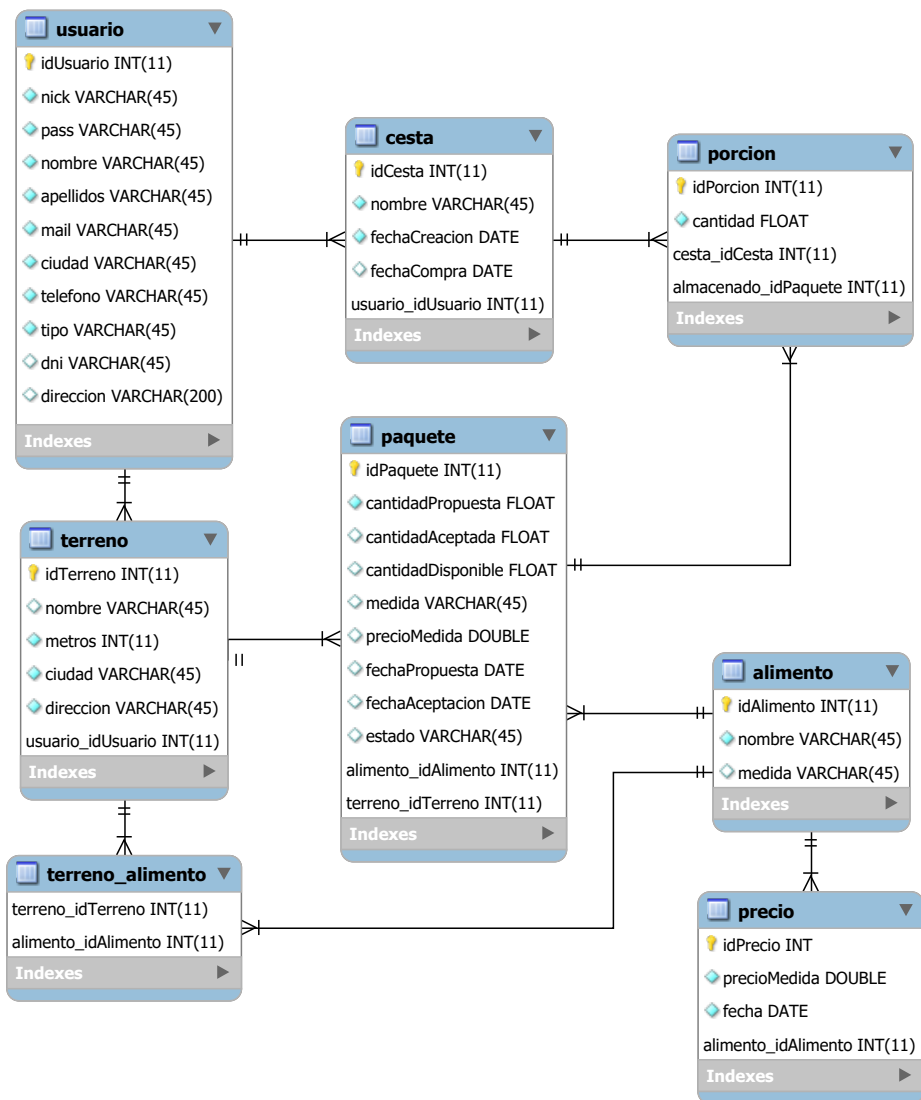 usuario
idUsuario INT(11)
nick VARCHAR(45)
pass VARCHAR(45)
nombre VARCHAR(45)
apellidos VARCHAR(45)
mail VARCHAR(45)
ciudad VARCHAR(45)
telefono VARCHAR(45)
tipo VARCHAR(45)
dni VARCHAR(45)
direccion VARCHAR(200)
Indexes
cesta
idCesta INT(11)
nombre VARCHAR(45)
fechaCreacion DATE
fechaCompra DATE
usuario_idUsuario INT(11)
Indexes
porcion
idPorcion INT(11)
cantidad FLOAT
cesta_idCesta INT(11)
almacenado_idPaquete INT(11)
Indexes
terreno
idTerreno INT(11)
nombre VARCHAR(45)
metros INT(11)
ciudad VARCHAR(45)
direccion VARCHAR(45)
usuario_idUsuario INT(11)
Indexes
paquete
idPaquete INT(11)
cantidadPropuesta FLOAT
cantidadAceptada FLOAT
cantidadDisponible FLOAT
medida VARCHAR(45)
precioMedida DOUBLE
fechaPropuesta DATE
fechaAceptacion DATE
estado VARCHAR(45)
alimento_idAlimento INT(11)
terreno_idTerreno INT(11)
Indexes
alimento
idAlimento INT(11)
nombre VARCHAR(45)
medida VARCHAR(45)
Indexes
terreno_alimento
terreno_idTerreno INT(11)
alimento_idAlimento INT(11)
Indexes
precio
idPrecio INT
precioMedida DOUBLE
fecha DATE
alimento_idAlimento INT(11)
Indexes